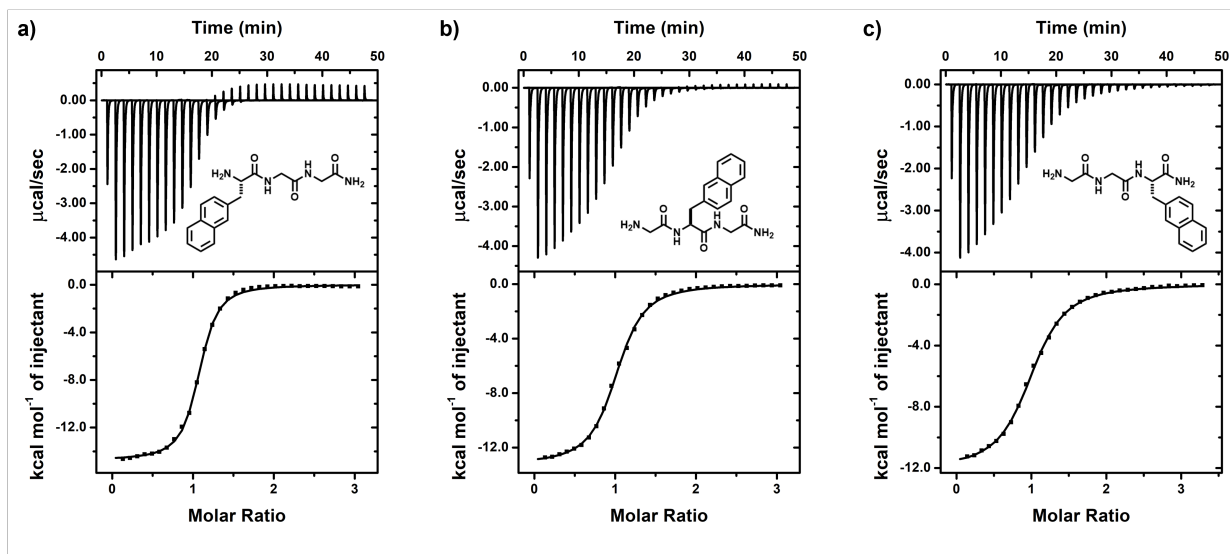 a)
Time (min)
0 10 20 30 40 50
0.00
-1.00
-2.00
-3.00
-4.00
µcal/sec
H₂N
O
N
H
O
H
N
O
NH₂
0.0
-4.0
-8.0
-12.0
kcal mol⁻¹ of injectant
0 1 2 3
Molar Ratio
b)
Time (min)
0 10 20 30 40 50
0.00
-1.00
-2.00
-3.00
-4.00
µcal/sec
H₂N
O
N
H
O
H
N
O
NH₂
0.0
-4.0
-8.0
-12.0
kcal mol⁻¹ of injectant
0 1 2 3
Molar Ratio
c)
Time (min)
0 10 20 30 40 50
0.00
-1.00
-2.00
-3.00
-4.00
µcal/sec
NH₂
O
N
H
O
H
N
O
NH₂
0.0
-4.0
-8.0
-12.0
kcal mol⁻¹ of injectant
0 1 2 3
Molar Ratio